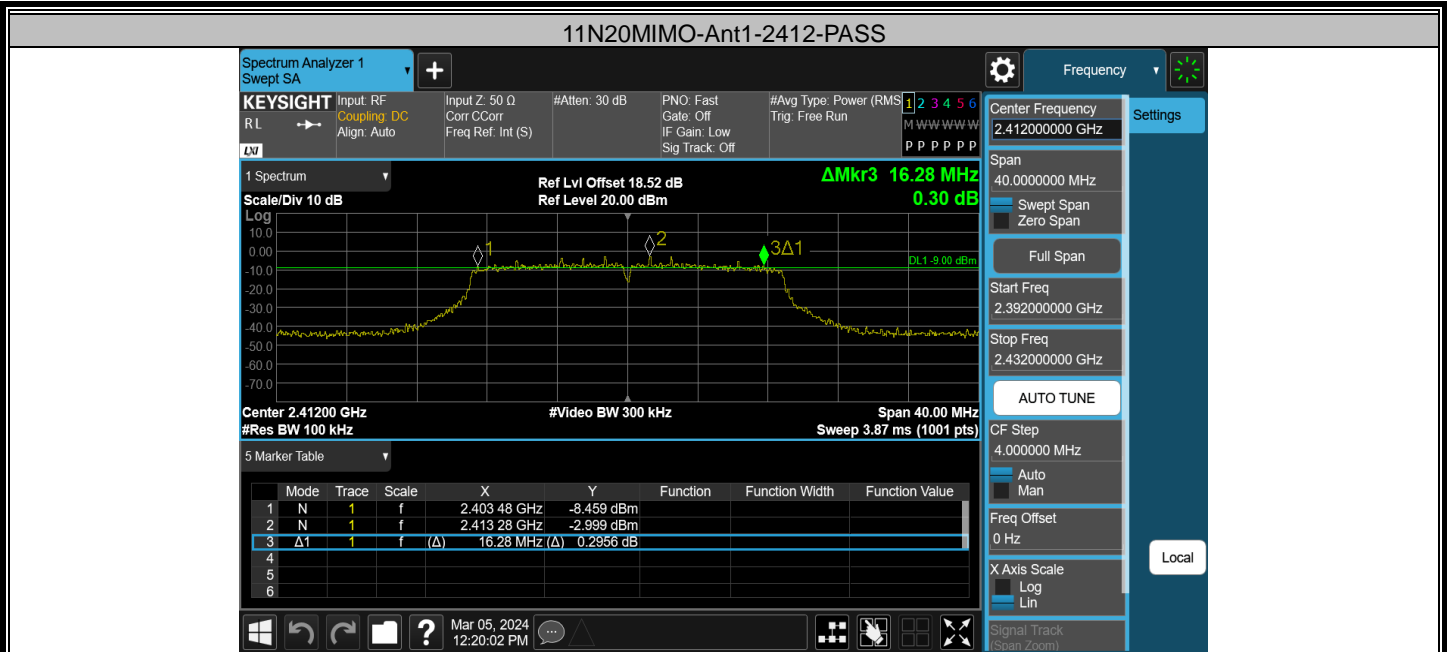 11N20MIMO-Ant1-2412-PASS
Spectrum Analyzer 1
Swept SA
+
Frequency
KEYSIGHT
RL
LXI
Input: RF
Coupling: DC
Align: Auto
Input Z: 50 Ω
Corr CCorr
Freq Ref: Int (S)
#Atten: 30 dB
PNO: Fast
Gate: Off
IF Gain: Low
Sig Track: Off
#Avg Type: Power (RMS
Trig: Free Run
1 2 3 4 5 6
M W W W W W
P P P P P P
Settings
Center Frequency
2.412000000 GHz
Span
40.0000000 MHz
Swept Span
Zero Span
Full Span
Start Freq
2.392000000 GHz
Stop Freq
2.432000000 GHz
AUTO TUNE
CF Step
4.000000 MHz
Auto
Man
Freq Offset
0 Hz
X Axis Scale
Log
Lin
Signal Track
(Span Zoom)
Local
1 Spectrum
Scale/Div 10 dB
Log
Ref Lvl Offset 18.52 dB
Ref Level 20.00 dBm
ΔMkr3 16.28 MHz
0.30 dB
10.0
0.00
-10.0
-20.0
-30.0
-40.0
-50.0
-60.0
-70.0
1
2
3Δ1
DL1 -9.00 dBm
Center 2.41200 GHz #Video BW 300 kHz Span 40.00 MHz
#Res BW 100 kHz Sweep 3.87 ms (1001 pts)
5 Marker Table
Mode Trace Scale X Y Function Function Width Function Value
1 N 1 f 2.403 48 GHz -8.459 dBm
2 N 1 f 2.413 28 GHz -2.999 dBm
3 Δ1 1 f (Δ) 16.28 MHz (Δ) 0.2956 dB
4
5
6
?
Mar 05, 2024
12:20:02 PM